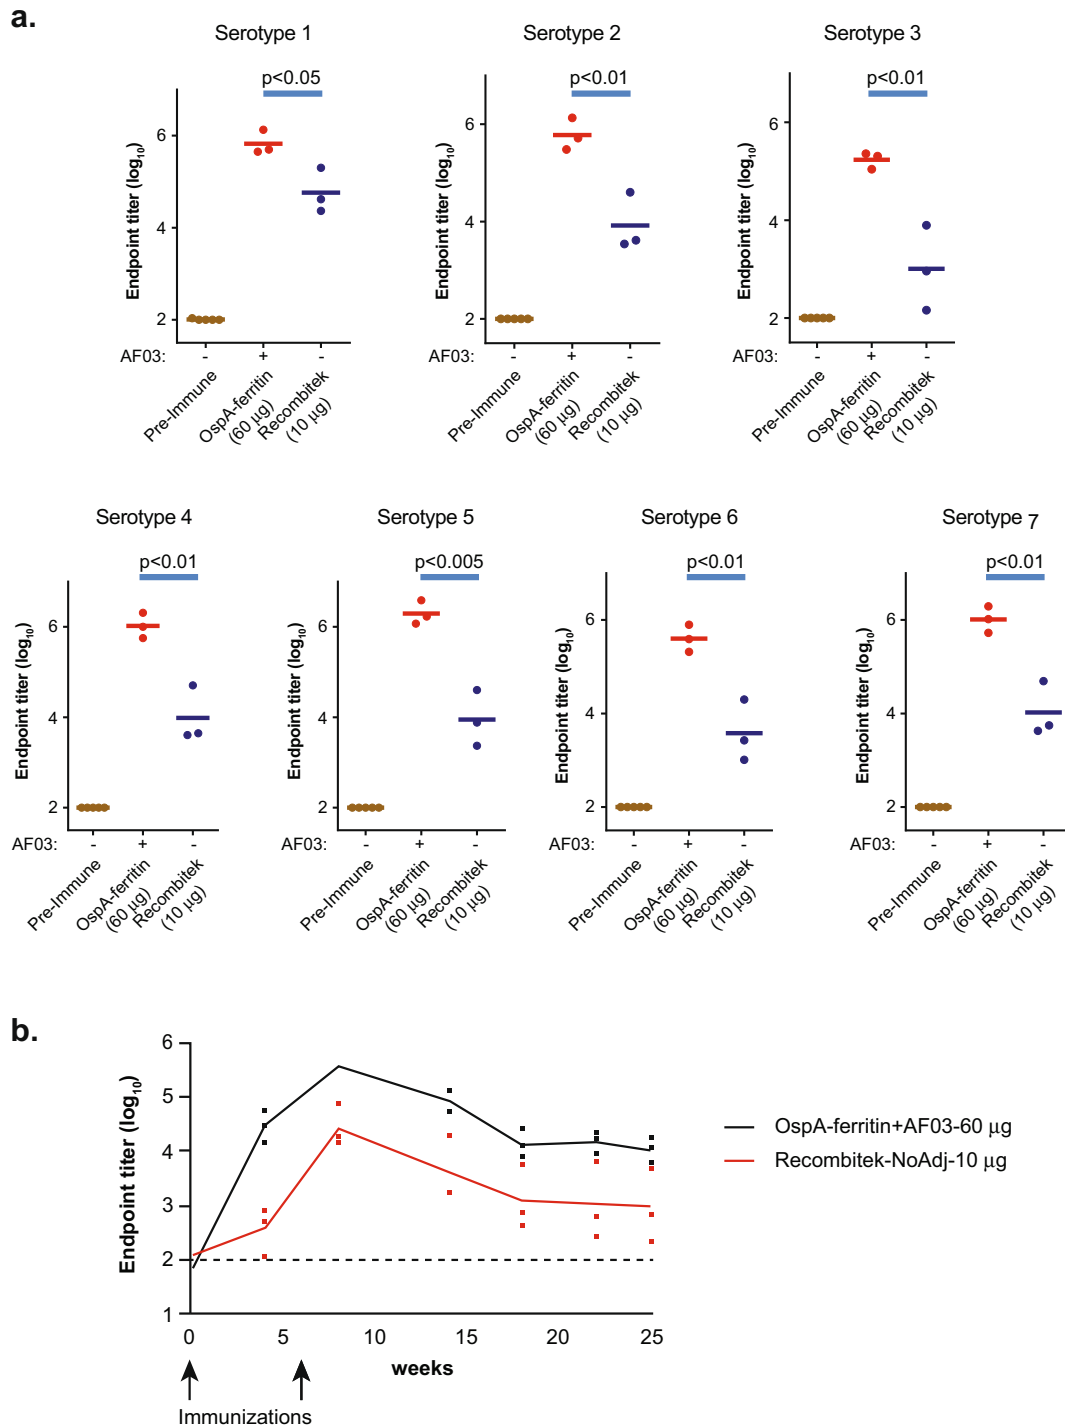 a.
Serotype 1
p<0.05
Endpoint titer (log10)
6
4
2
AF03:
-
+
-
Pre-Immune
OspA-ferritin
(60 µg)
Recombitek
(10 µg)
Serotype 2
p<0.01
Endpoint titer (log10)
6
4
2
AF03:
-
+
-
Pre-Immune
OspA-ferritin
(60 µg)
Recombitek
(10 µg)
Serotype 3
p<0.01
Endpoint titer (log10)
6
4
2
AF03:
-
+
-
Pre-Immune
OspA-ferritin
(60 µg)
Recombitek
(10 µg)
Serotype 4
p<0.01
Endpoint titer (log10)
6
4
2
AF03:
-
+
-
Pre-Immune
OspA-ferritin
(60 µg)
Recombitek
(10 µg)
Serotype 5
p<0.005
Endpoint titer (log10)
6
4
2
AF03:
-
+
-
Pre-Immune
OspA-ferritin
(60 µg)
Recombitek
(10 µg)
Serotype 6
p<0.01
Endpoint titer (log10)
6
4
2
AF03:
-
+
-
Pre-Immune
OspA-ferritin
(60 µg)
Recombitek
(10 µg)
Serotype 7
p<0.01
Endpoint titer (log10)
6
4
2
AF03:
-
+
-
Pre-Immune
OspA-ferritin
(60 µg)
Recombitek
(10 µg)
b.
Endpoint titer (log10)
6
5
4
3
2
1
0 5 10 15 20 25
weeks
Immunizations
OspA-ferritin+AF03-60 µg
Recombitek-NoAdj-10 µg